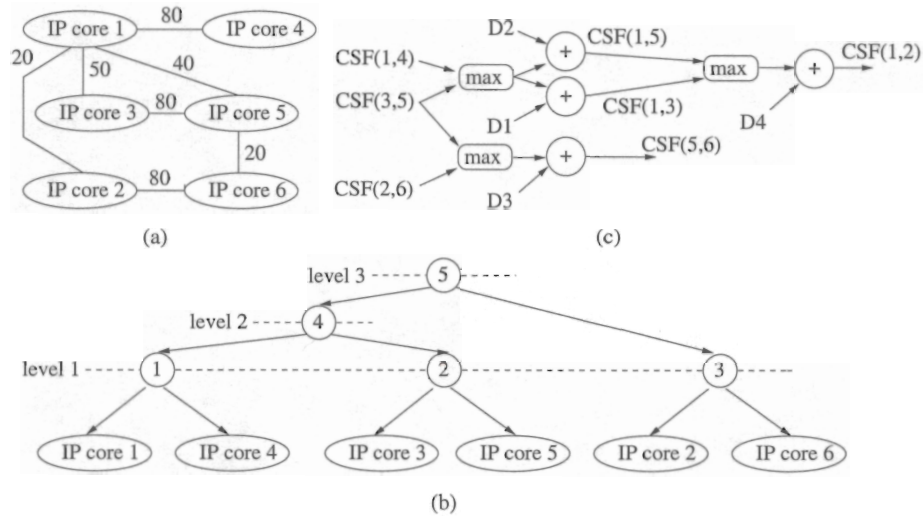 IP core 1
80
IP core 4
20
50
40
IP core 3
80
IP core 5
20
IP core 2
80
IP core 6
(a)
D2
CSF(1,4)
max
+
CSF(1,5)
max
+
CSF(1,2)
CSF(3,5)
+
D1
CSF(1,3)
D4
max
+
CSF(5,6)
CSF(2,6)
D3
(c)
level 3
5
level 2
4
level 1
1
2
3
IP core 1
IP core 4
IP core 3
IP core 5
IP core 2
IP core 6
(b)